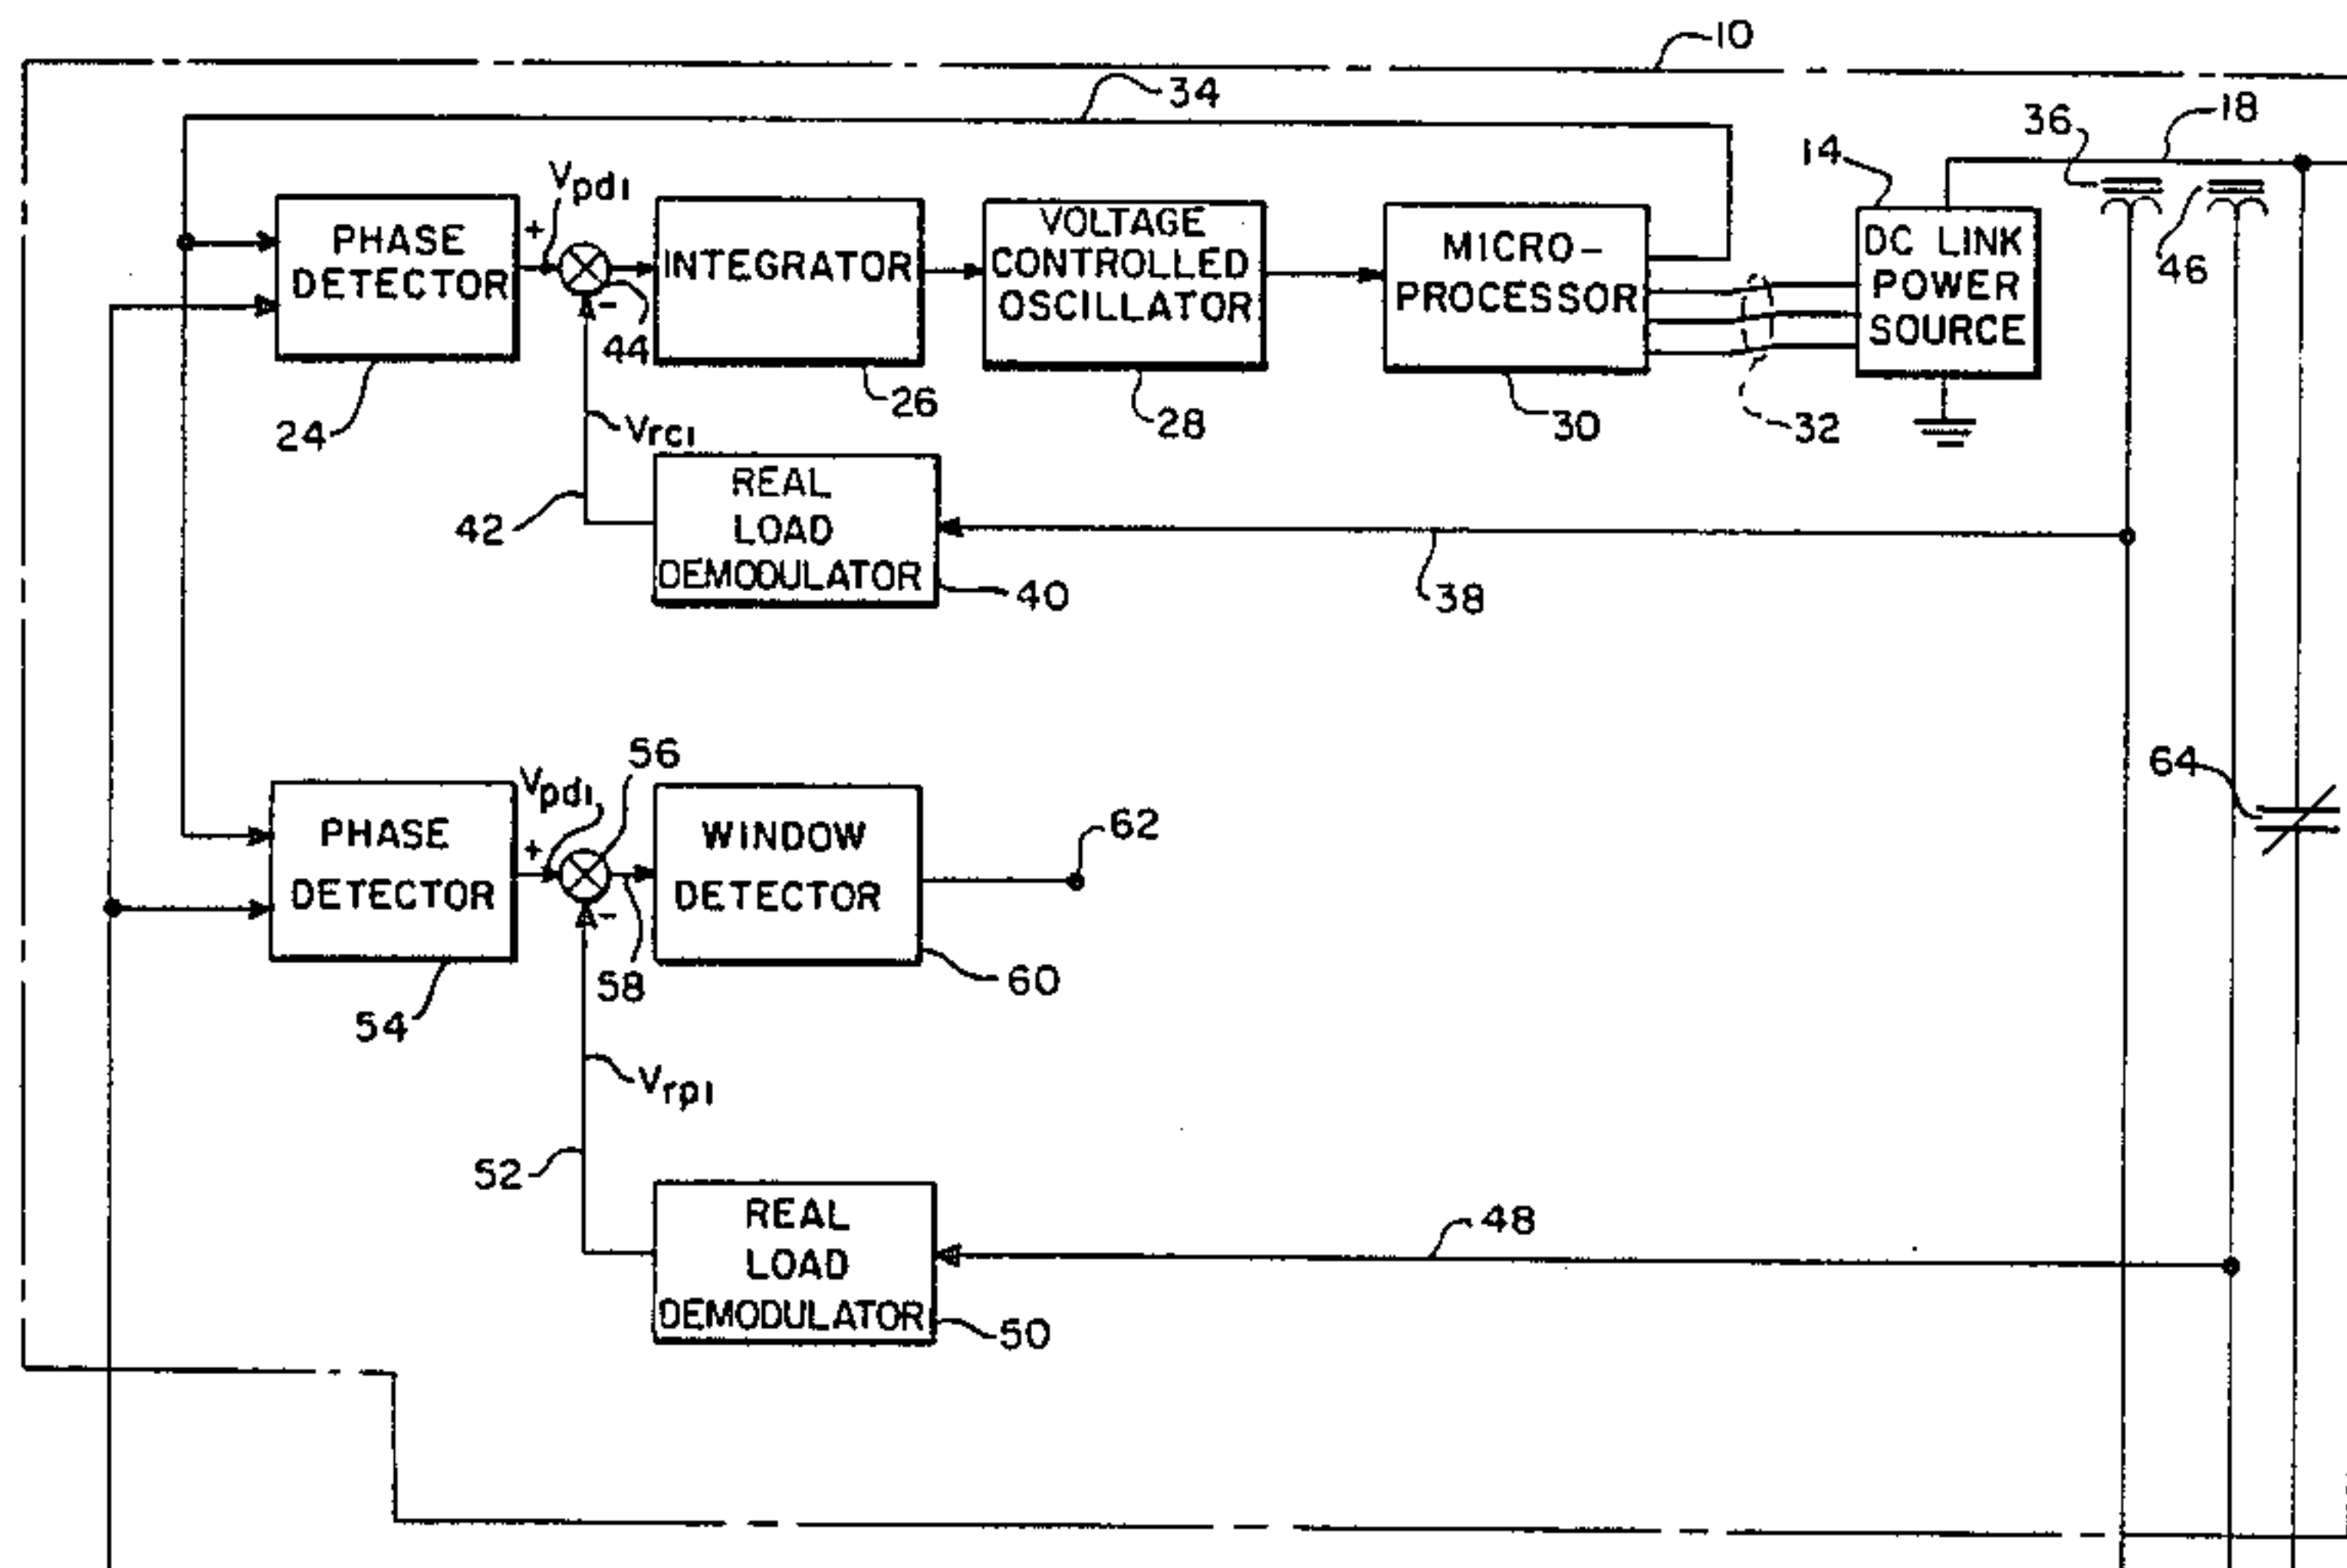 10
34
36
18
14
Vpd1
+
PHASE
DETECTOR
INTEGRATOR
VOLTAGE
CONTROLLED
OSCILLATOR
MICRO-
PROCESSOR
DC LINK
POWER
SOURCE
46
-
44
24
26
28
30
32
Vrc1
42
REAL
LOAD
DEMODULATOR
40
38
56
Vpd1
+
PHASE
DETECTOR
WINDOW
DETECTOR
62
64
-
58
60
54
Vrp1
52
REAL
LOAD
DEMODULATOR
48
50